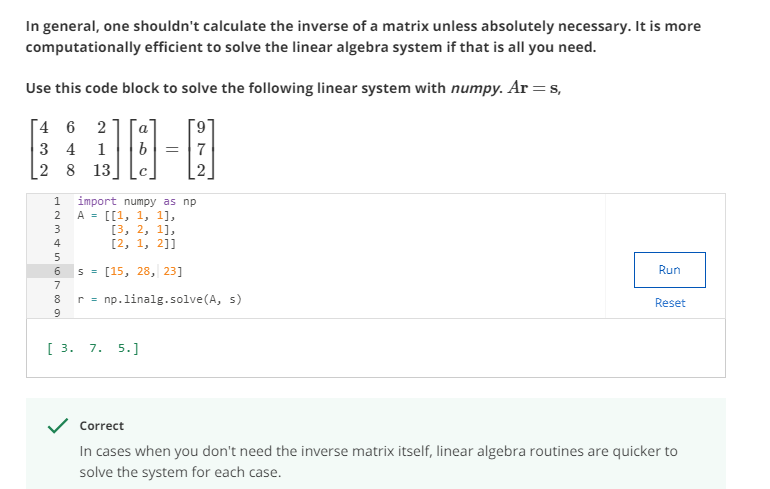 In general, one shouldn't calculate the inverse of a matrix unless absolutely necessary. It is more
computationally efficient to solve the linear algebra system if that is all you need.
Use this code block to solve the following linear system with numpy. Ar = s,
4 6 2 a 9
3 4 1 b = 7
2 8 13 c 2
1 import numpy as np
2 A = [[1, 1, 1],
3 [3, 2, 1],
4 [2, 1, 2]]
5
6 s = [15, 28, 23]
7
8 r = np.linalg.solve(A, s)
9
Run
Reset
[ 3. 7. 5.]
Correct
In cases when you don't need the inverse matrix itself, linear algebra routines are quicker to
solve the system for each case.